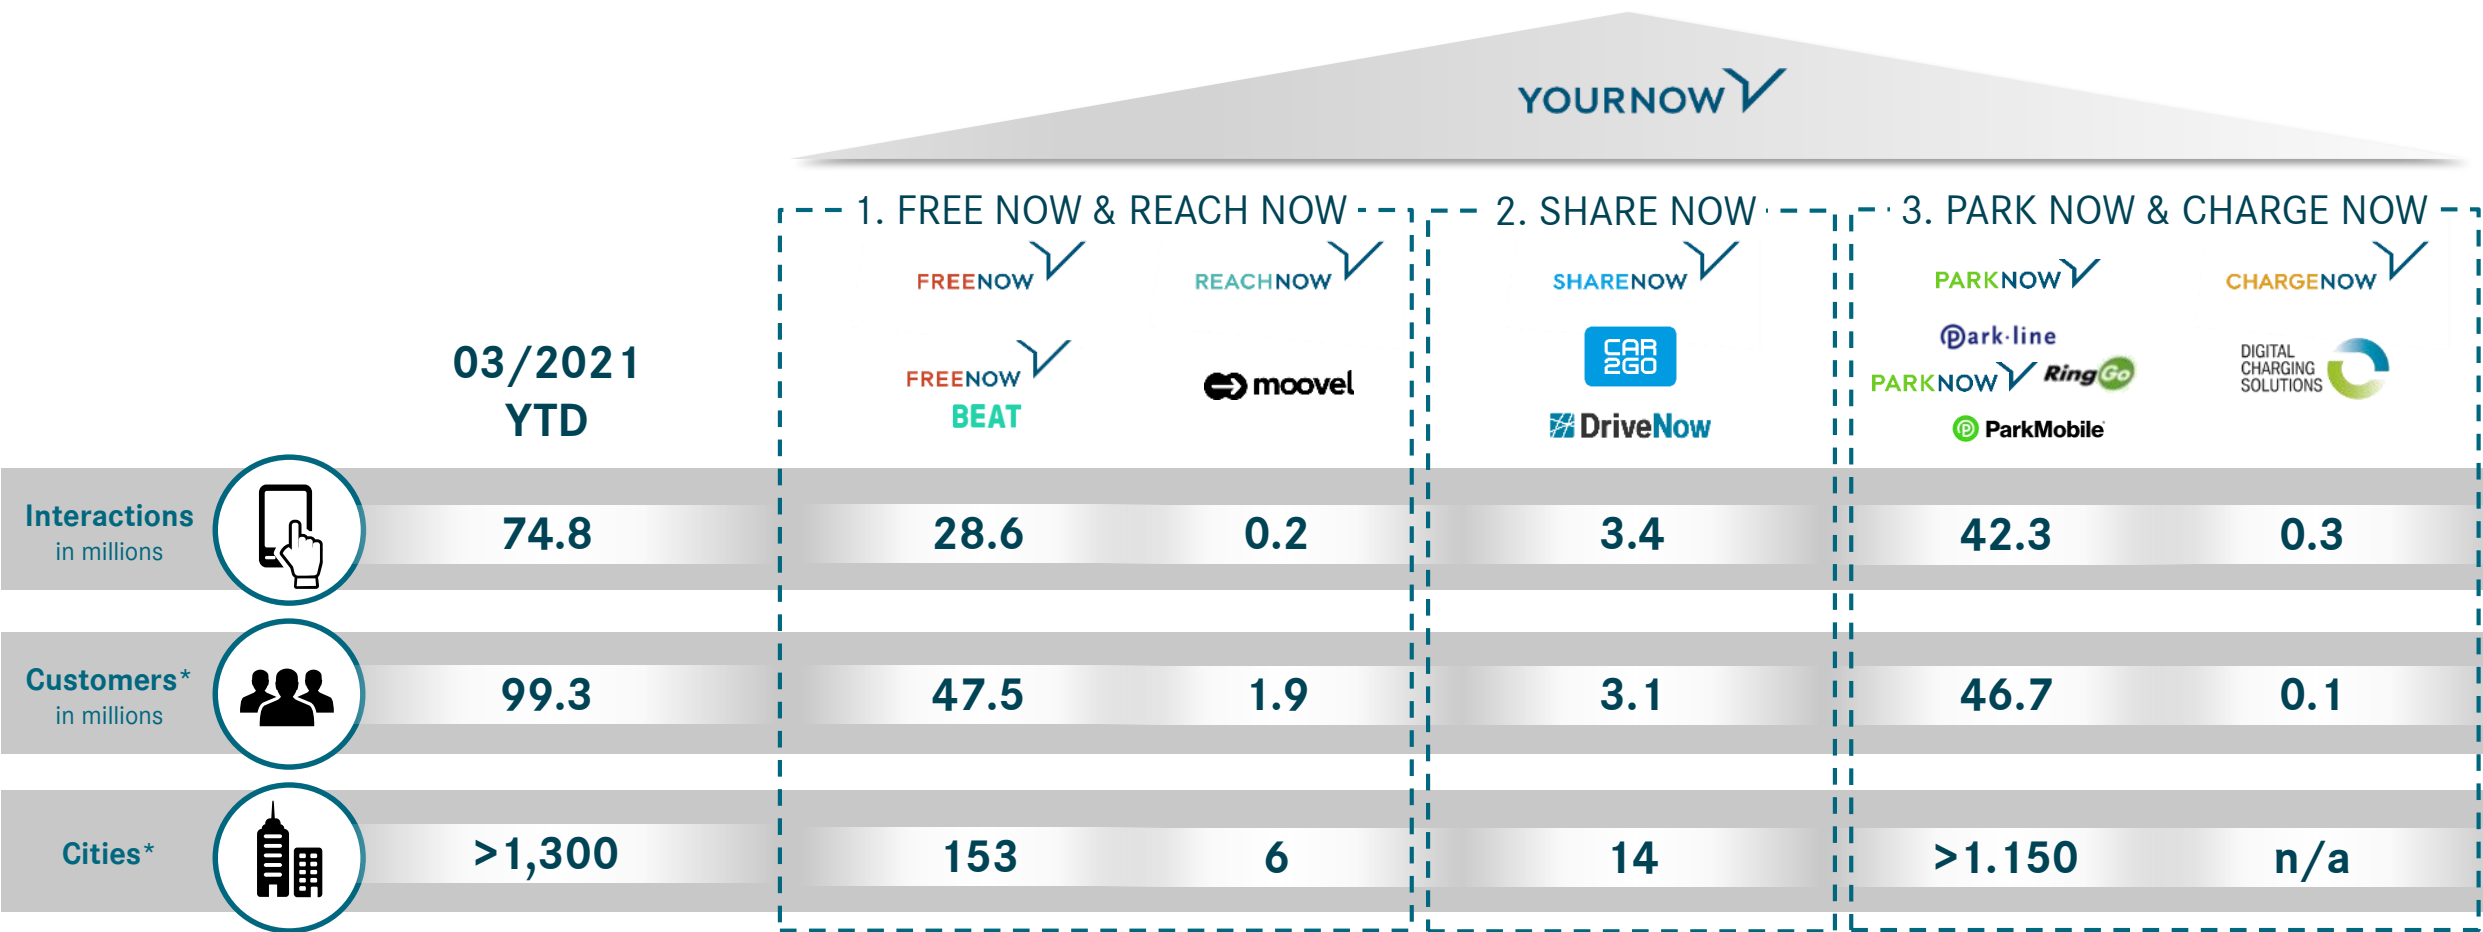 YOURNOW
1. FREE NOW & REACH NOW
2. SHARE NOW
3. PARK NOW & CHARGE NOW
FREENOW
REACHNOW
SHARENOW
PARKNOW
CHARGENOW
03/2021
YTD
FREENOW
BEAT
moovel
CAR
2GO
DriveNow
Park·line
PARKNOW
RingGo
ParkMobile
DIGITAL
CHARGING
SOLUTIONS
Interactions
in millions
74.8
28.6
0.2
3.4
42.3
0.3
Customers*
in millions
99.3
47.5
1.9
3.1
46.7
0.1
Cities*
>1,300
153
6
14
>1.150
n/a